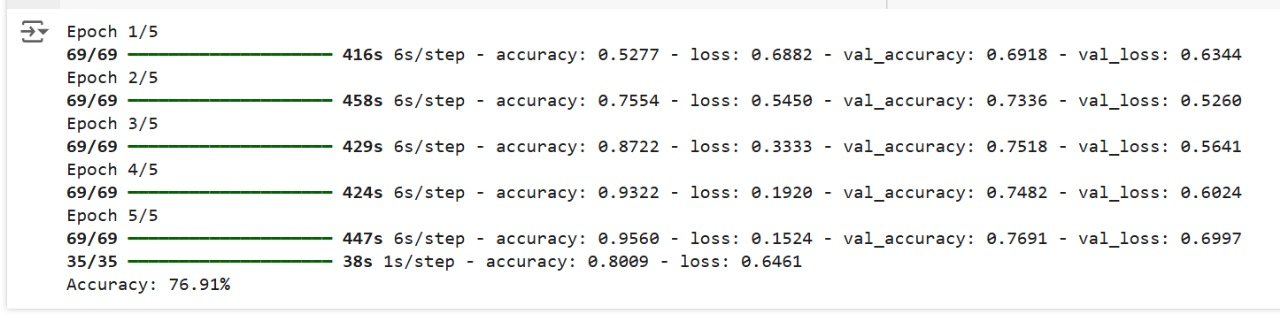 Epoch 1/5
69/69 ━━━━━━━━━━━━━━━━━━━━ 416s 6s/step - accuracy: 0.5277 - loss: 0.6882 - val_accuracy: 0.6918 - val_loss: 0.6344
Epoch 2/5
69/69 ━━━━━━━━━━━━━━━━━━━━ 458s 6s/step - accuracy: 0.7554 - loss: 0.5450 - val_accuracy: 0.7336 - val_loss: 0.5260
Epoch 3/5
69/69 ━━━━━━━━━━━━━━━━━━━━ 429s 6s/step - accuracy: 0.8722 - loss: 0.3333 - val_accuracy: 0.7518 - val_loss: 0.5641
Epoch 4/5
69/69 ━━━━━━━━━━━━━━━━━━━━ 424s 6s/step - accuracy: 0.9322 - loss: 0.1920 - val_accuracy: 0.7482 - val_loss: 0.6024
Epoch 5/5
69/69 ━━━━━━━━━━━━━━━━━━━━ 447s 6s/step - accuracy: 0.9560 - loss: 0.1524 - val_accuracy: 0.7691 - val_loss: 0.6997
35/35 ━━━━━━━━━━━━━━━━━━━━ 38s 1s/step - accuracy: 0.8009 - loss: 0.6461
Accuracy: 76.91%